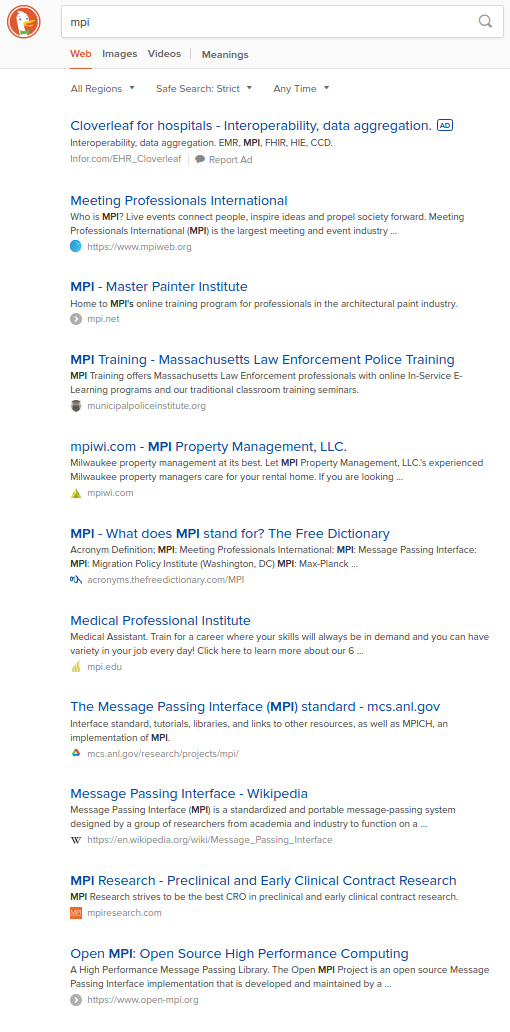 mpi
Web Images Videos Meanings
All Regions Safe Search: Strict Any Time
Cloverleaf for hospitals - Interoperability, data aggregation. AD
Interoperability, data aggregation. EMR, MPI, FHIR, HIE, CCD.
Infor.com/EHR_Cloverleaf Report Ad
Meeting Professionals International
Who is MPI? Live events connect people, inspire ideas and propel society forward. Meeting
Professionals International (MPI) is the largest meeting and event industry ...
https://www.mpiweb.org
MPI - Master Painter Institute
Home to MPI's online training program for professionals in the architectural paint industry.
mpi.net
MPI Training - Massachusetts Law Enforcement Police Training
MPI Training offers Massachusetts Law Enforcement professionals with online In-Service E-
Learning programs and our traditional classroom training seminars.
municipalpoliceinstitute.org
mpiwi.com - MPI Property Management, LLC.
Milwaukee property management at its best. Let MPI Property Management, LLC.'s experienced
Milwaukee property managers care for your rental home. If you are looking ...
mpiwi.com
MPI - What does MPI stand for? The Free Dictionary
Acronym Definition; MPI: Meeting Professionals International: MPI: Message Passing Interface:
MPI: Migration Policy Institute (Washington, DC) MPI: Max-Planck ...
acronyms.thefreedictionary.com/MPI
Medical Professional Institute
Medical Assistant. Train for a career where your skills will always be in demand and you can have
variety in your job every day! Click here to learn more about our 6 ...
mpi.edu
The Message Passing Interface (MPI) standard - mcs.anl.gov
Interface standard, tutorials, libraries, and links to other resources, as well as MPICH, an
implementation of MPI.
mcs.anl.gov/research/projects/mpi/
Message Passing Interface - Wikipedia
Message Passing Interface (MPI) is a standardized and portable message-passing system
designed by a group of researchers from academia and industry to function on a ...
W https://en.wikipedia.org/wiki/Message_Passing_Interface
MPI Research - Preclinical and Early Clinical Contract Research
MPI Research strives to be the best CRO in preclinical and early clinical contract research.
MPI mpiresearch.com
Open MPI: Open Source High Performance Computing
A High Performance Message Passing Library. The Open MPI Project is an open source Message
Passing Interface implementation that is developed and maintained by a ...
https://www.open-mpi.org